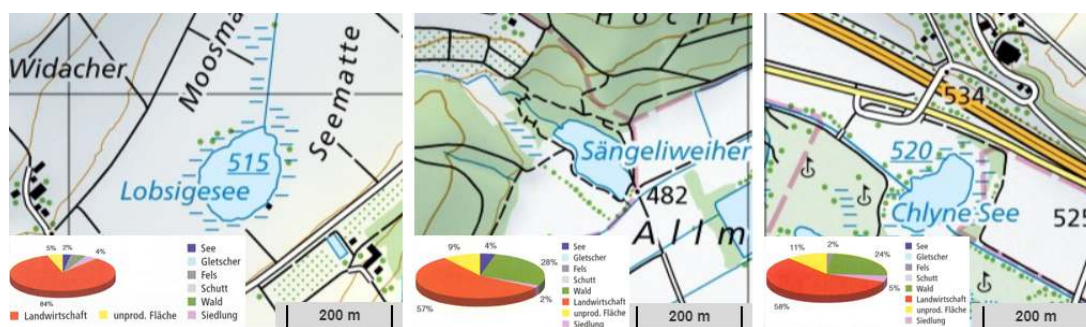 Widacher
Moosma
Seematte
515
Lobsigesee
5%
2%
4%
84%
See
Gletscher
Fels
Schutt
Wald
Landwirtschaft
unprod. Fläche
Siedlung
200 m
Hochr
Sängeliweiher
482
Allm
9%
4%
28%
2%
57%
See
Gletscher
Fels
Schutt
Wald
Landwirtschaft
unprod. Fläche
Siedlung
200 m
534
520
Chlyne See
523
11%
2%
24%
5%
58%
See
Gletscher
Fels
Schutt
Wald
Landwirtschaft
unprod. Fläche
Siedlung
200 m